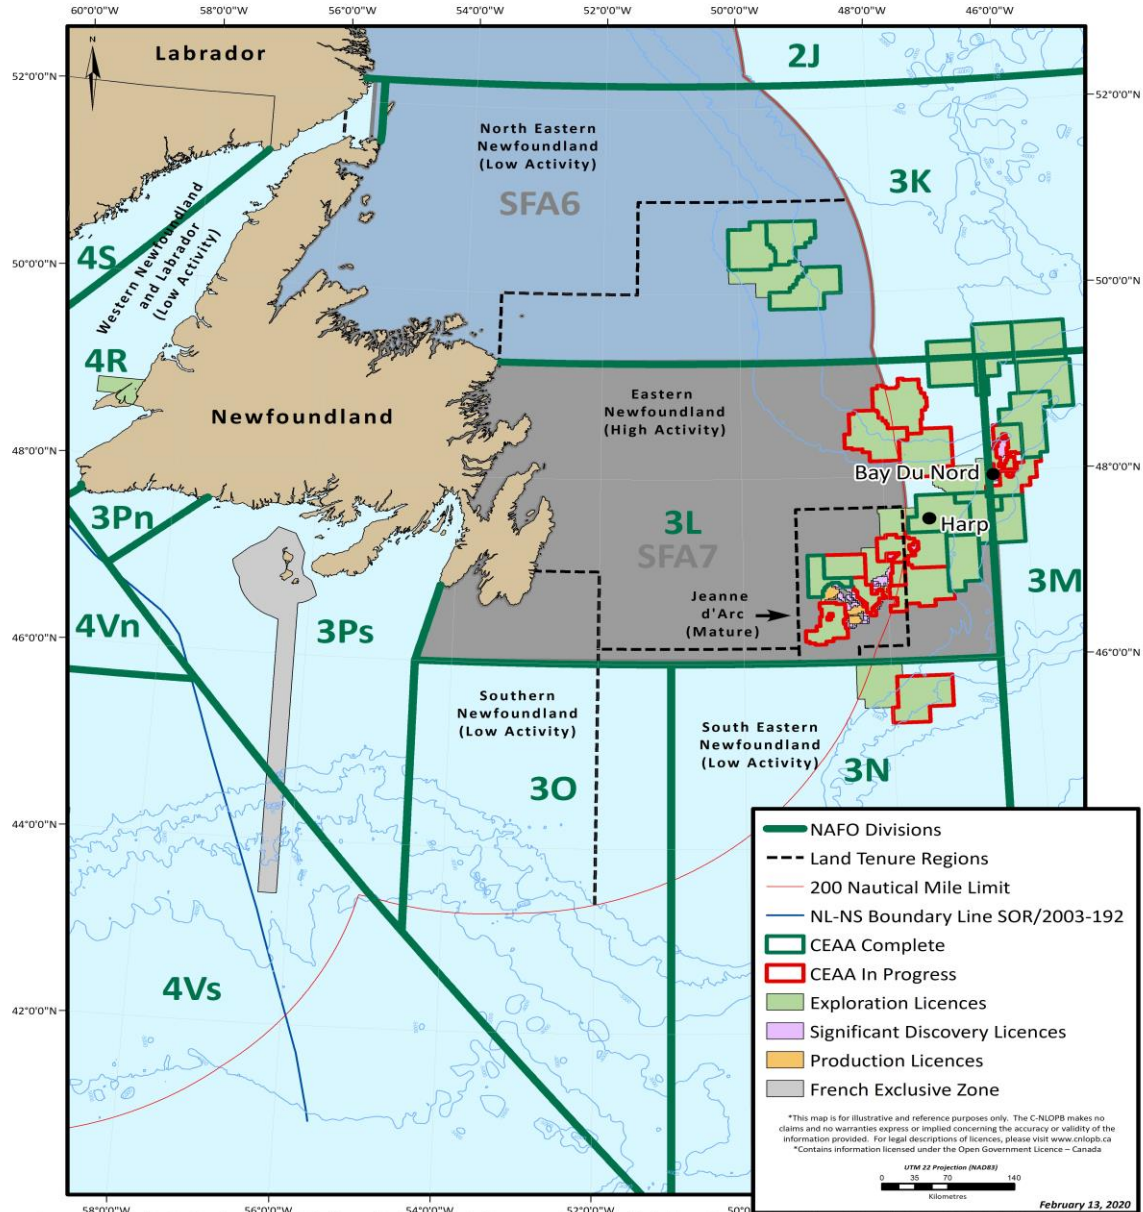 60°0'0"W 58°0'0"W 56°0'0"W 54°0'0"W 52°0'0"W 50°0'0"W 48°0'0"W 46°0'0"W
N
Labrador
2J
52°0'0"N
52°0'0"N
North Eastern
Newfoundland
(Low Activity)
SFA6
3K
4S
Western Newfoundland
and Labrador
(Low Activity)
50°0'0"N
50°0'0"N
4R
Newfoundland
Eastern
Newfoundland
(High Activity)
48°0'0"N
48°0'0"N
Bay Du Nord
Harp
3Pn
3L
SFA7
3M
Jeanne
d'Arc
(Mature)
4Vn
3Ps
46°0'0"N
46°0'0"N
Southern
Newfoundland
(Low Activity)
South Eastern
Newfoundland
(Low Activity)
3O
3N
44°0'0"N
4Vs
42°0'0"N
NAFO Divisions
Land Tenure Regions
200 Nautical Mile Limit
NL-NS Boundary Line SOR/2003-192
CEAA Complete
CEAA In Progress
Exploration Licences
Significant Discovery Licences
Production Licences
French Exclusive Zone
*This map is for illustrative and reference purposes only. The C-NLOPB makes no
claims and no warranties express or implied concerning the accuracy or validity of the
information provided. For legal descriptions of licences, please visit www.cnlopb.ca
*Contains information licensed under the Open Government Licence – Canada
UTM 22 Projection (NAD83)
0 35 70 140
Kilometres
February 13, 2020
58°0'0"W 56°0'0"W 54°0'0"W 52°0'0"W